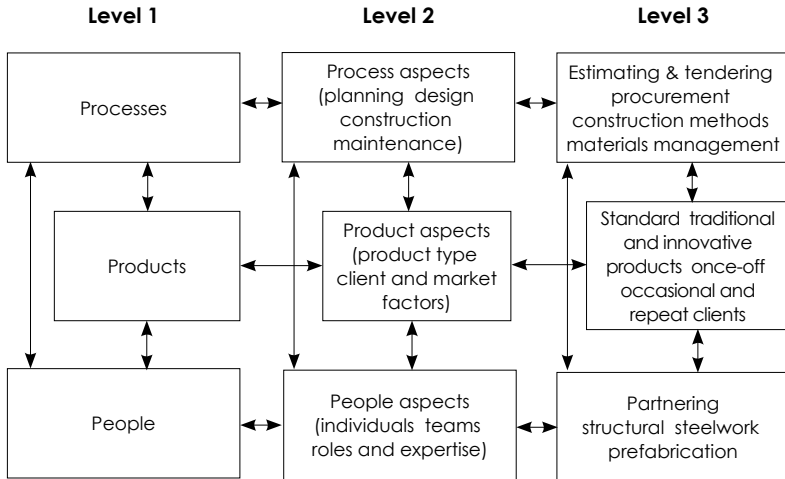 Level 1
Level 2
Level 3
Processes
Process aspects
(planning design
construction
maintenance)
Estimating & tendering
procurement
construction methods
materials management
Products
Product aspects
(product type
client and market
factors)
Standard traditional
and innovative
products once-off
occasional and
repeat clients
People
People aspects
(individuals teams
roles and expertise)
Partnering
structural steelwork
prefabrication